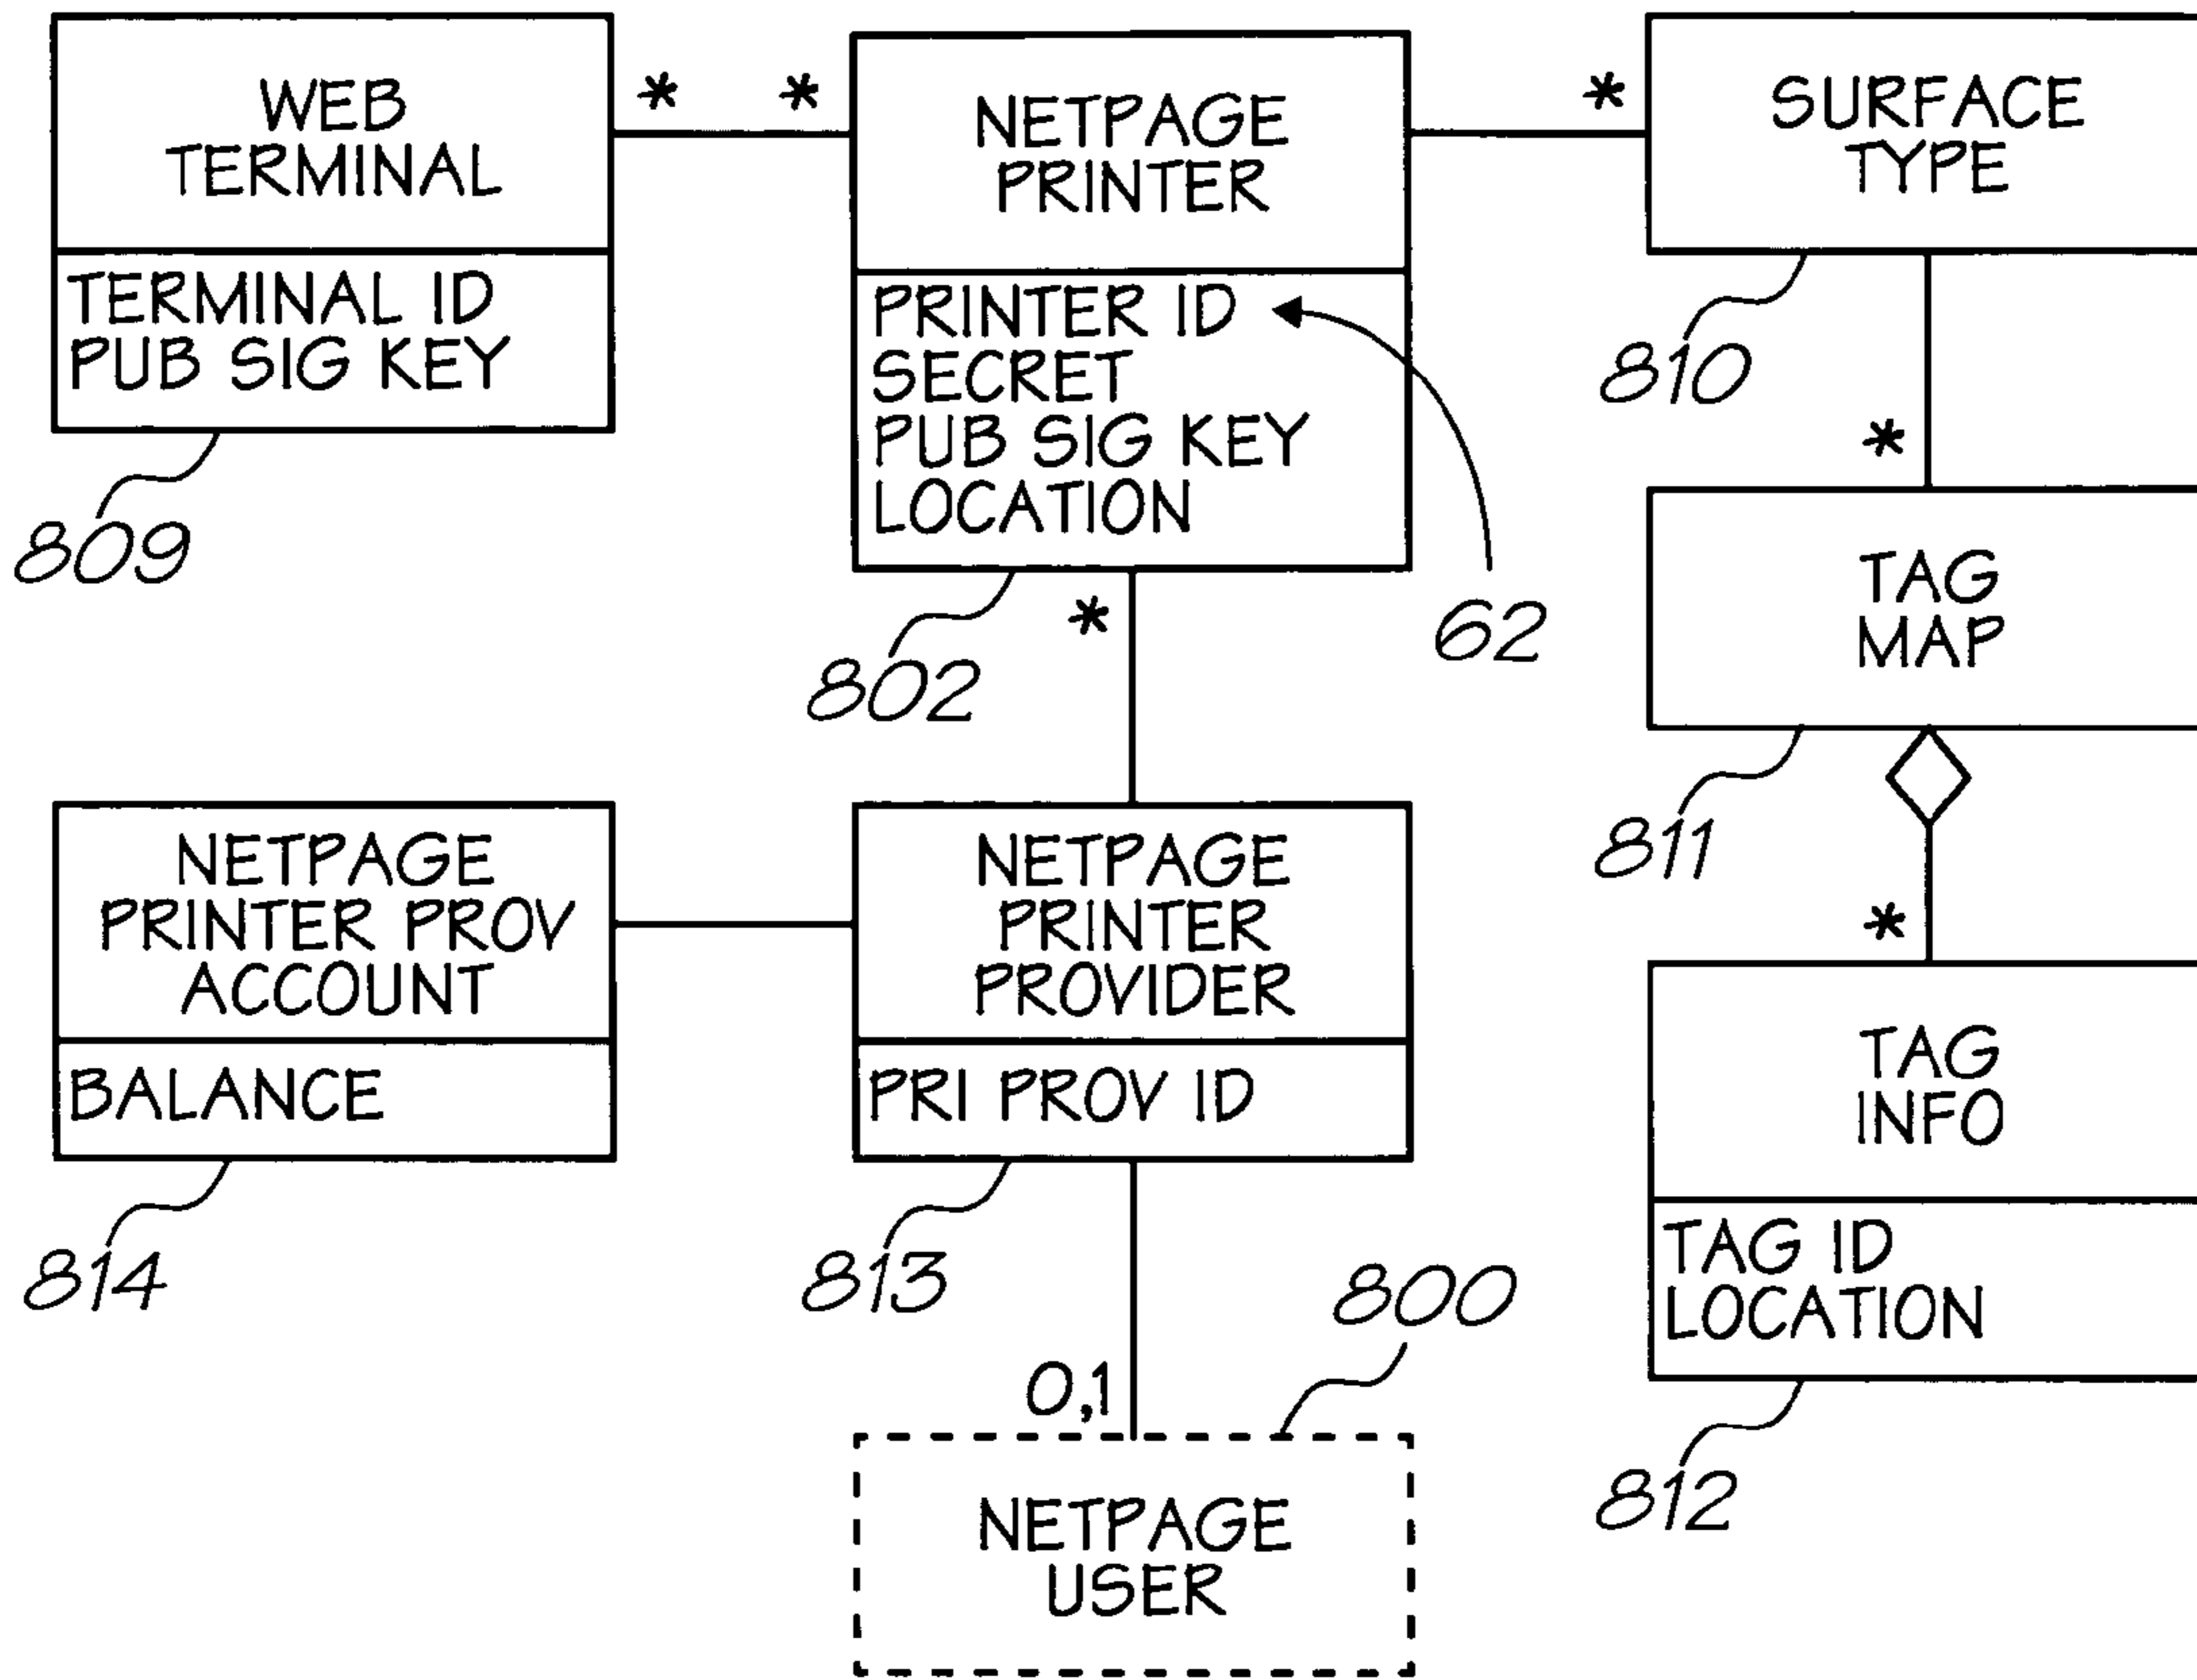 WEB
TERMINAL
TERMINAL ID
PUB SIG KEY
809
*
*
NETPAGE
PRINTER
PRINTER ID
SECRET
PUB SIG KEY
LOCATION
62
802
*
*
SURFACE
TYPE
810
*
TAG
MAP
811
*
NETPAGE
PRINTER PROV
ACCOUNT
BALANCE
814
NETPAGE
PRINTER
PROVIDER
PRI PROV ID
813
TAG
INFO
TAG ID
LOCATION
812
800
0,1
NETPAGE
USER